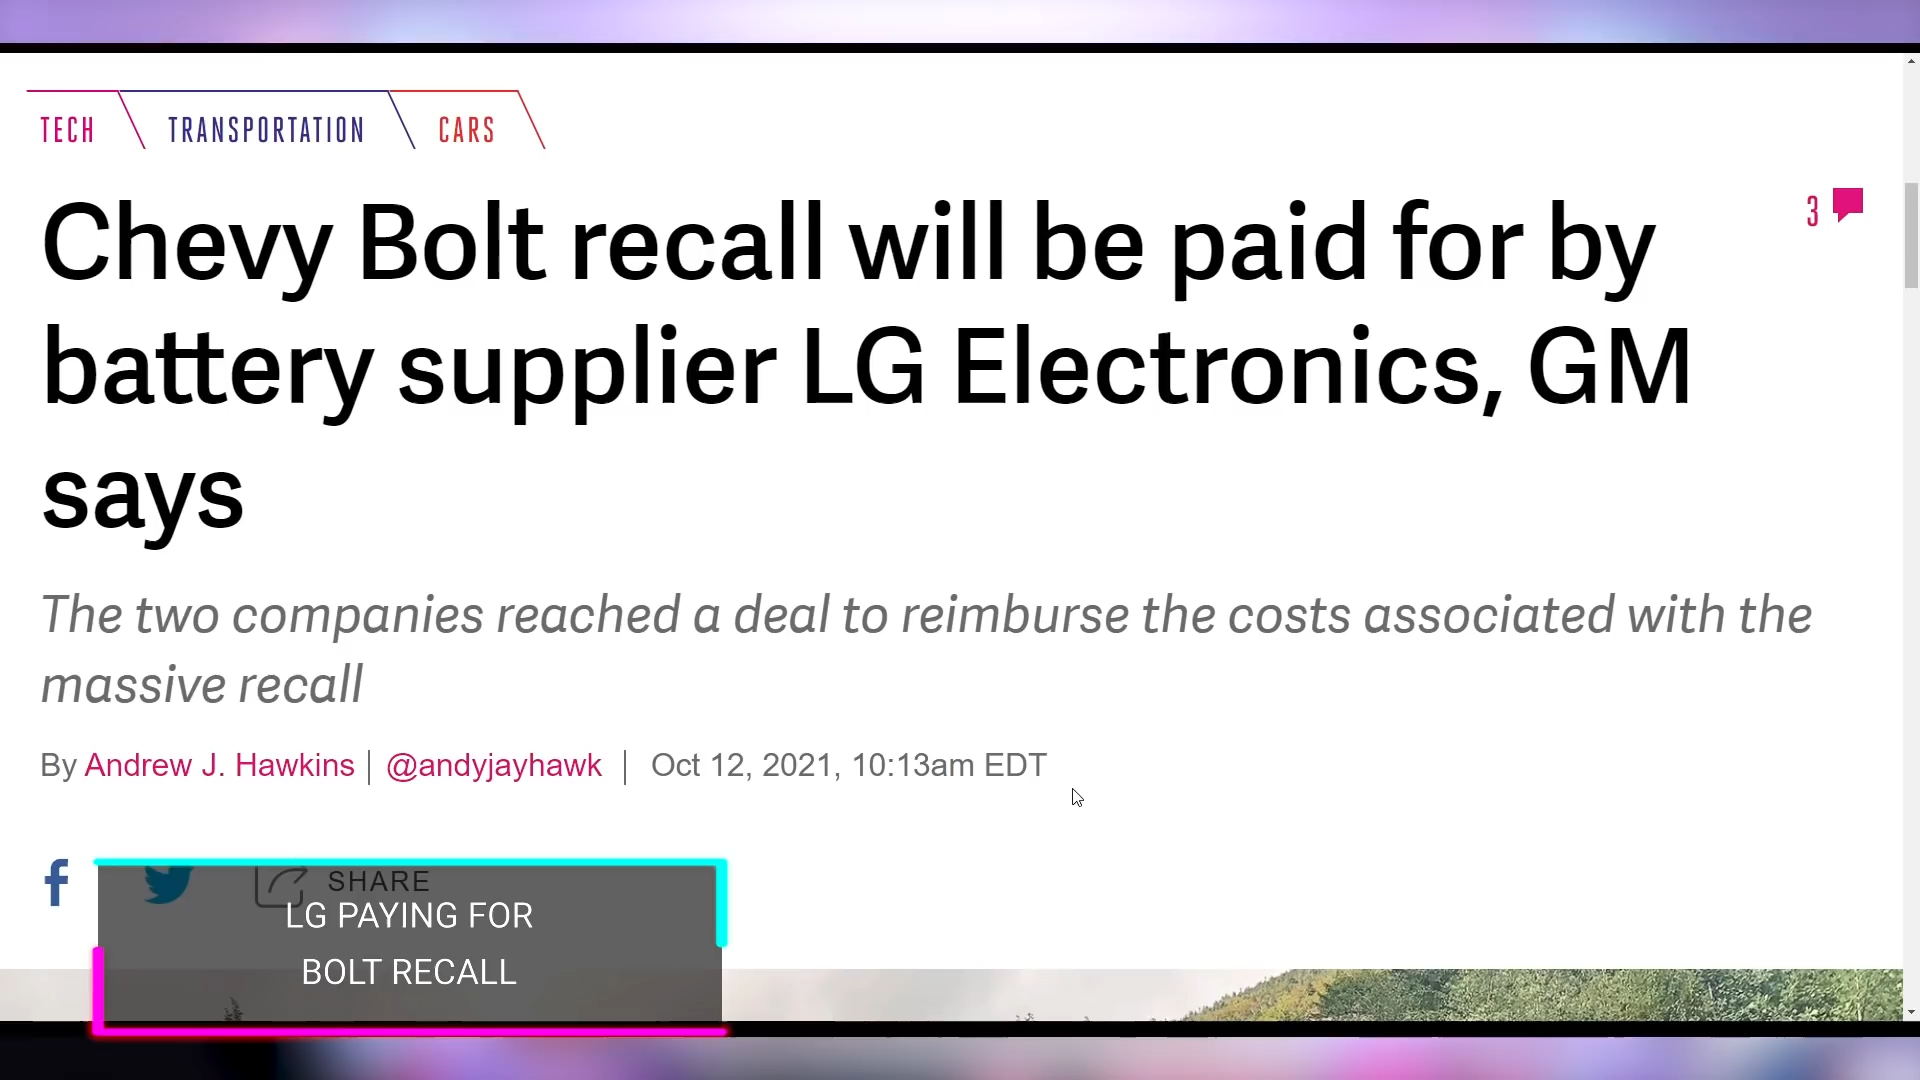 TECH TRANSPORTATION CARS
Chevy Bolt recall will be paid for by
3
battery supplier LG Electronics, GM
says
The two companies reached a deal to reimburse the costs associated with the
massive recall
By Andrew J. Hawkins | @andyjayhawk | Oct 12, 2021, 10:13am EDT
SHARE
LG PAYING FOR
BOLT RECALL